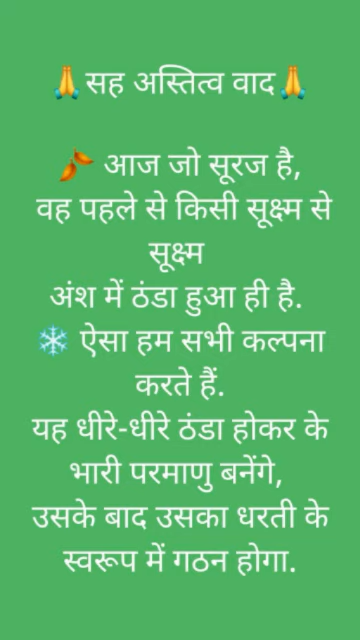 🙏सह अस्तित्व वाद🙏
🍂 आज जो सूरज है,
वह पहले से किसी सूक्ष्म से
सूक्ष्म
अंश में ठंडा हुआ ही है.
❄️ ऐसा हम सभी कल्पना
करते हैं.
यह धीरे-धीरे ठंडा होकर के
भारी परमाणु बनेंगे,
उसके बाद उसका धरती के
स्वरूप में गठन होगा.